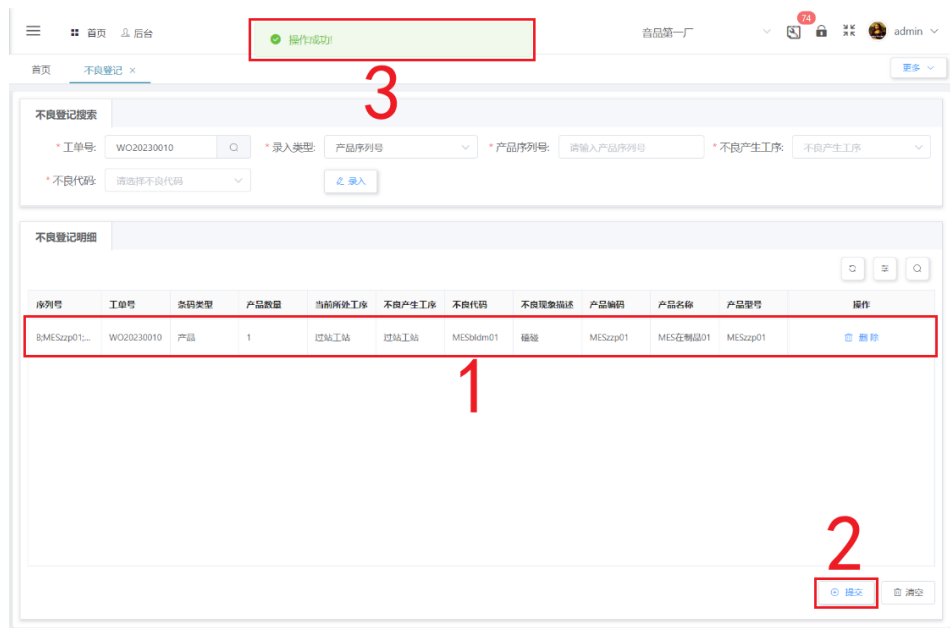 首页 后台 操作成功! 音品第一厂 74 admin
首页 不良登记 × 更多
3
不良登记搜索
* 工单号: WO20230010 * 录入类型: 产品序列号 * 产品序列号: 请输入产品序列号 * 不良产生工序: 不良产生工序
* 不良代码: 请选择不良代码 录入
不良登记明细
序列号 工单号 条码类型 产品数量 当前所处工序 不良产生工序 不良代码 不良现象描述 产品编码 产品名称 产品型号 操作
B;MESzzp01;... WO20230010 产品 1 过站工站 过站工站 MESbldm01 磕碰 MESzzp01 MES在制品01 MESzzp01 删除
1
2
提交 清空